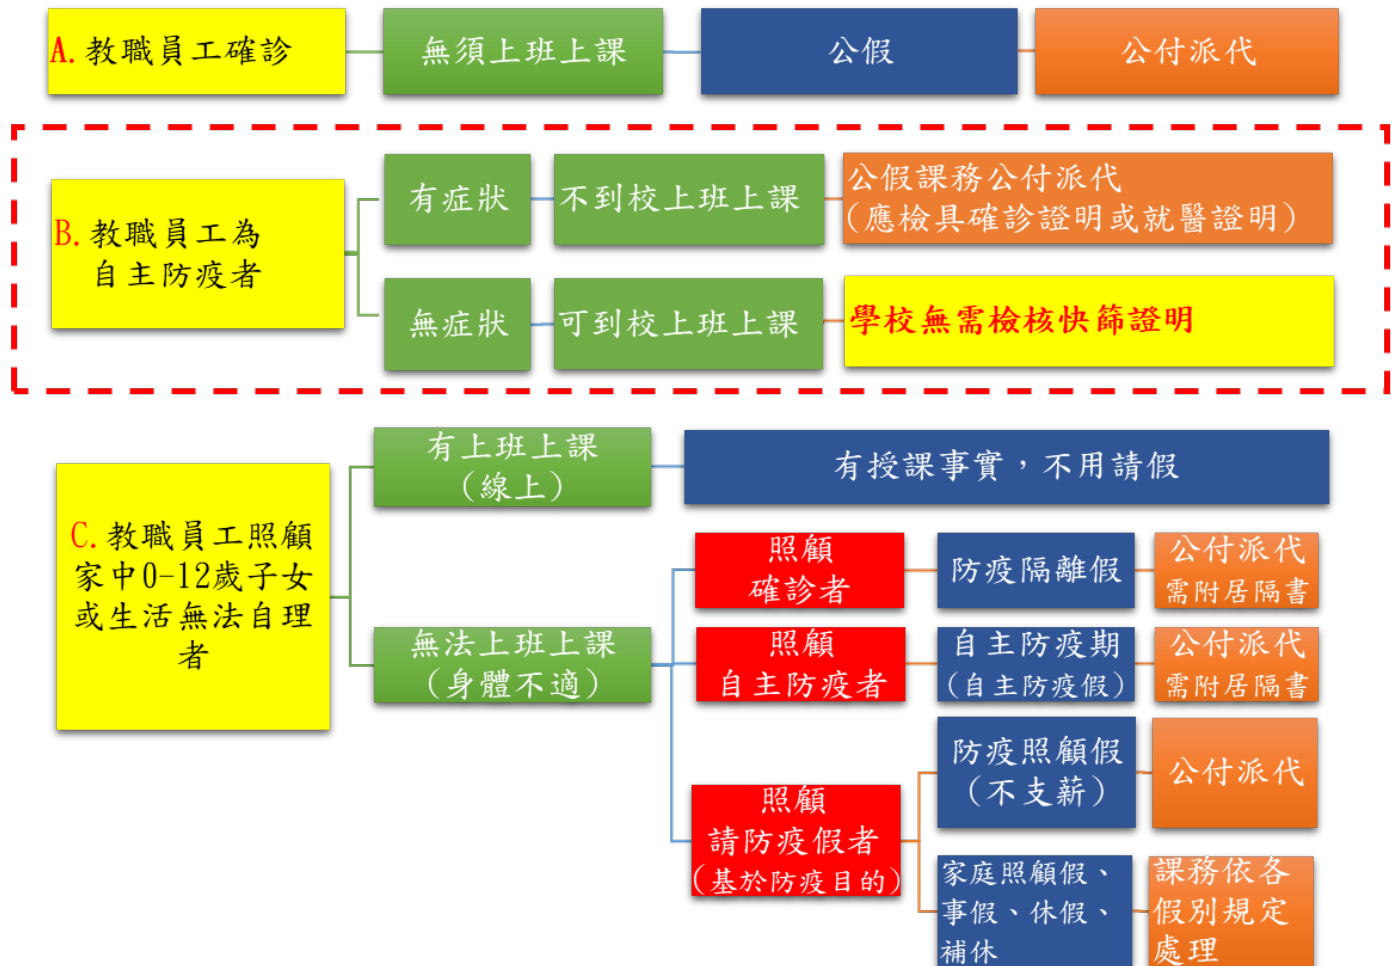 A.教職員工確診
無須上班上課
公假
公付派代
B.教職員工為
自主防疫者
有症狀
不到校上班上課
公假課務公付派代
(應檢具確診證明或就醫證明)
無症狀
可到校上班上課
學校無需檢核快篩證明
C.教職員工照顧
家中0-12歲子女
或生活無法自理
者
有上班上課
(線上)
有授課事實，不用請假
無法上班上課
(身體不適)
照顧
確診者
防疫隔離假
公付派代
需附居隔書
照顧
自主防疫者
自主防疫期
(自主防疫假)
公付派代
需附居隔書
照顧
請防疫假者
(基於防疫目的)
防疫照顧假
(不支薪)
公付派代
家庭照顧假、
事假、休假、
補休
課務依各
假別規定
處理